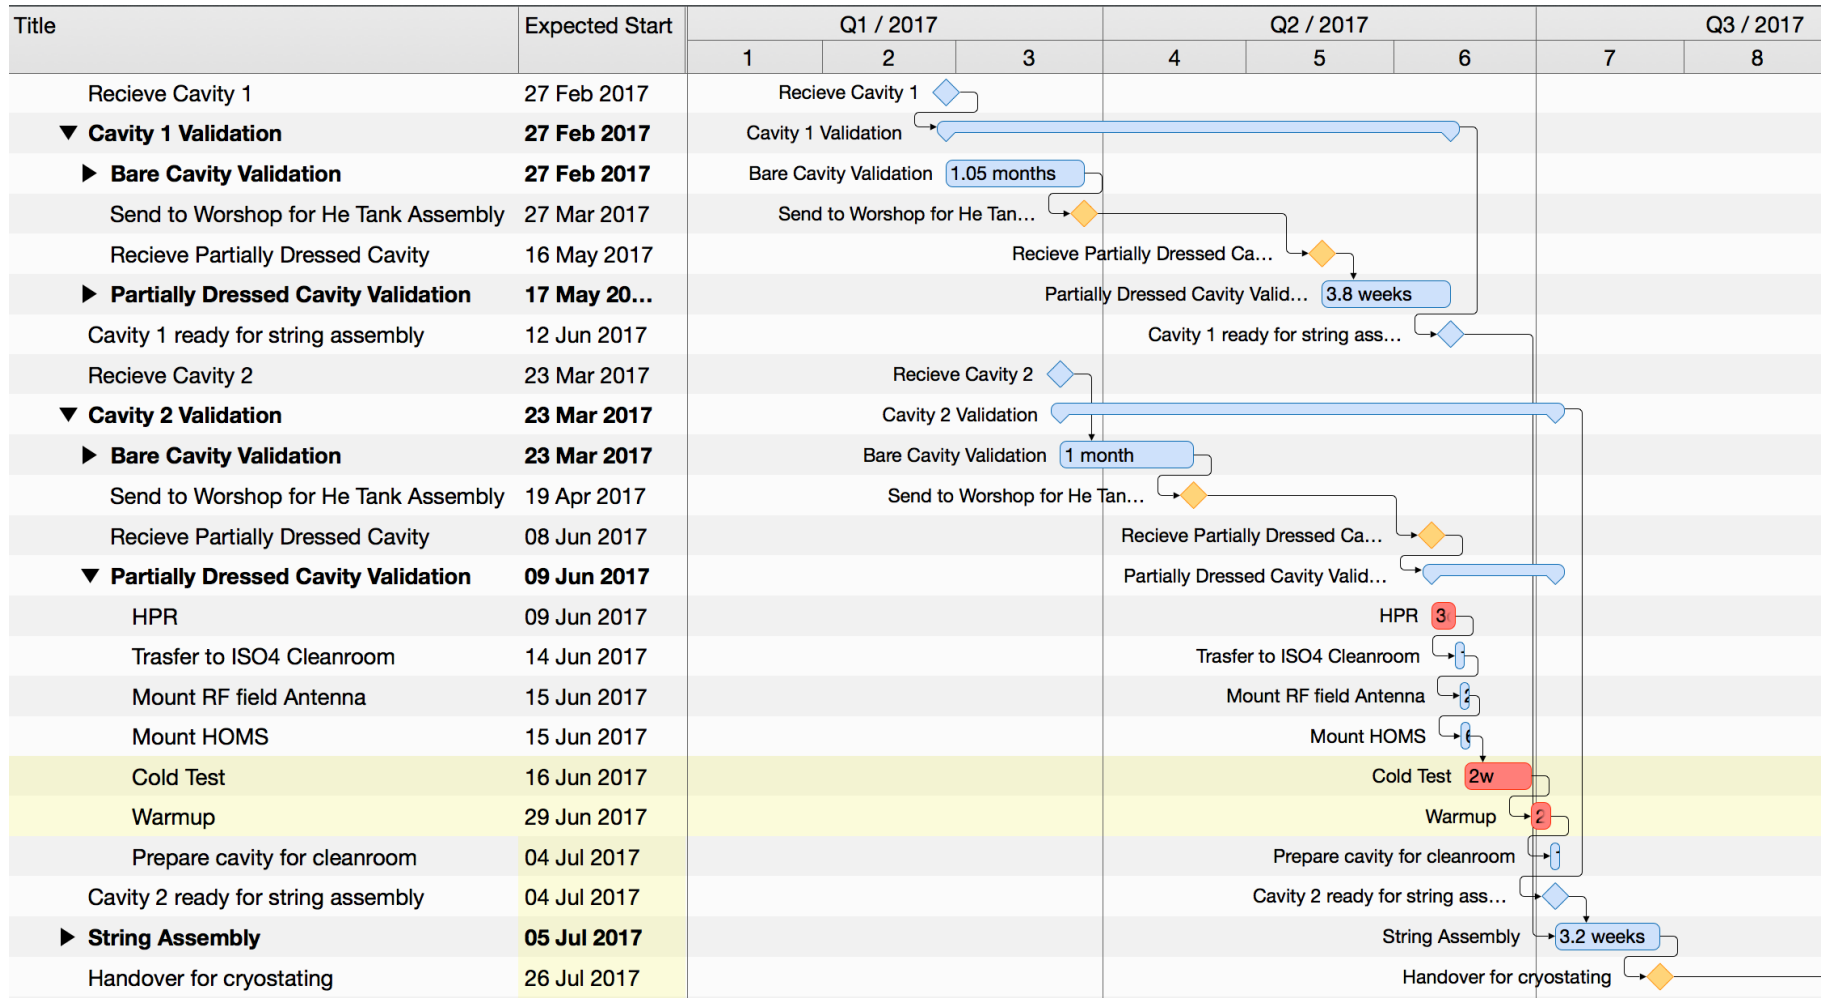 Title Expected Start Q1 / 2017 Q2 / 2017 Q3 / 2017
1 2 3 4 5 6 7 8
Recieve Cavity 1 27 Feb 2017 Recieve Cavity 1
Cavity 1 Validation 27 Feb 2017 Cavity 1 Validation
Bare Cavity Validation 27 Feb 2017 Bare Cavity Validation 1.05 months
Send to Worshop for He Tank Assembly 27 Mar 2017 Send to Worshop for He Tan...
Recieve Partially Dressed Cavity 16 May 2017 Recieve Partially Dressed Ca...
Partially Dressed Cavity Validation 17 May 20... Partially Dressed Cavity Valid... 3.8 weeks
Cavity 1 ready for string assembly 12 Jun 2017 Cavity 1 ready for string ass...
Recieve Cavity 2 23 Mar 2017 Recieve Cavity 2
Cavity 2 Validation 23 Mar 2017 Cavity 2 Validation
Bare Cavity Validation 23 Mar 2017 Bare Cavity Validation 1 month
Send to Worshop for He Tank Assembly 19 Apr 2017 Send to Worshop for He Tan...
Recieve Partially Dressed Cavity 08 Jun 2017 Recieve Partially Dressed Ca...
Partially Dressed Cavity Validation 09 Jun 2017 Partially Dressed Cavity Valid...
HPR 09 Jun 2017 HPR 3
Trasfer to ISO4 Cleanroom 14 Jun 2017 Trasfer to ISO4 Cleanroom
Mount RF field Antenna 15 Jun 2017 Mount RF field Antenna 2
Mount HOMS 15 Jun 2017 Mount HOMS
Cold Test 16 Jun 2017 Cold Test 2w
Warmup 29 Jun 2017 Warmup 2
Prepare cavity for cleanroom 04 Jul 2017 Prepare cavity for cleanroom
Cavity 2 ready for string assembly 04 Jul 2017 Cavity 2 ready for string ass...
String Assembly 05 Jul 2017 String Assembly 3.2 weeks
Handover for cryostating 26 Jul 2017 Handover for cryostating